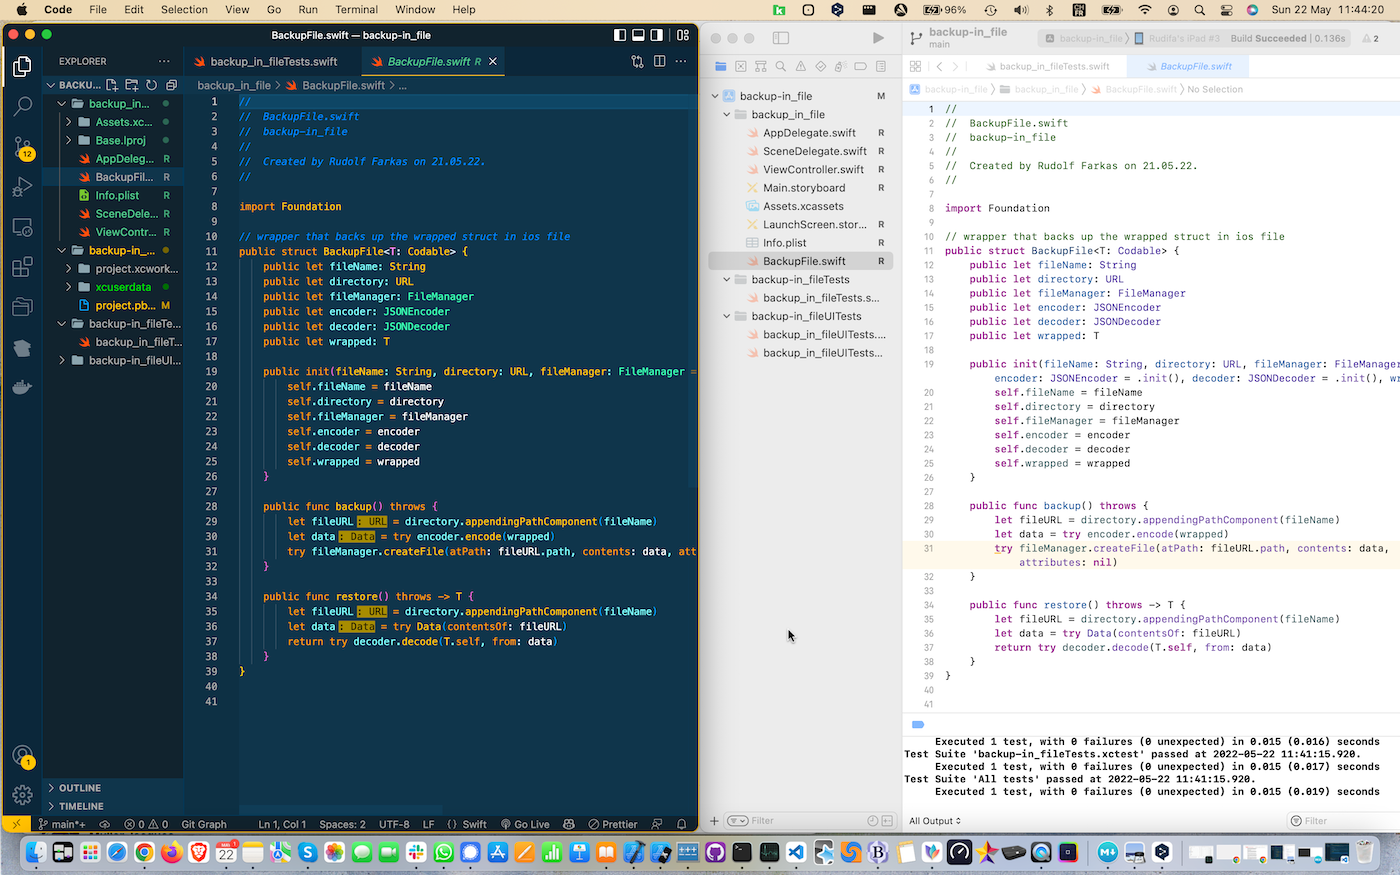 Code File Edit Selection View Go Run Terminal Window Help
96%
Sun 22 May 11:44:20
BackupFile.swift — backup-in_file
EXPLORER
BACKU...
backup_in...
Assets.xc...
Base.lproj
AppDeleg... R
BackupFil... R
Info.plist R
SceneDele... R
ViewContr... R
backup-in_...
project.xcwork...
xcuserdata
project.pb... M
backup-in_fileTe...
backup_in_fileT...
backup-in_fileUI...
OUTLINE
TIMELINE
12
1
backup_in_fileTests.swift
BackupFile.swift R
backup_in_file > BackupFile.swift > ...
1 //
2 //  BackupFile.swift
3 //  backup-in_file
4 //
5 //  Created by Rudolf Farkas on 21.05.22.
6 //
7
8 import Foundation
9
10 // wrapper that backs up the wrapped struct in ios file
11 public struct BackupFile<T: Codable> {
12     public let fileName: String
13     public let directory: URL
14     public let fileManager: FileManager
15     public let encoder: JSONEncoder
16     public let decoder: JSONDecoder
17     public let wrapped: T
18
19     public init(fileName: String, directory: URL, fileManager: FileManager =
20         self.fileName = fileName
21         self.directory = directory
22         self.fileManager = fileManager
23         self.encoder = encoder
24         self.decoder = decoder
25         self.wrapped = wrapped
26     }
27
28     public func backup() throws {
29         let fileURL: URL = directory.appendingPathComponent(fileName)
30         let data: Data = try encoder.encode(wrapped)
31         try fileManager.createFile(atPath: fileURL.path, contents: data, att
32     }
33
34     public func restore() throws -> T {
35         let fileURL: URL = directory.appendingPathComponent(fileName)
36         let data: Data = try Data(contentsOf: fileURL)
37         return try decoder.decode(T.self, from: data)
38     }
39 }
40
41
main*+ 0 0 Git Graph Ln 1, Col 1 Spaces: 2 UTF-8 LF {} Swift Go Live Prettier
backup-in_file
main
backup-in_file > Rudifa's iPad #3 Build Succeeded | 0.136s 2
backup-in_file M
backup_in_file
AppDelegate.swift R
SceneDelegate.swift R
ViewController.swift R
Main.storyboard R
Assets.xcassets
LaunchScreen.stor... R
Info.plist R
BackupFile.swift R
backup-in_fileTests
backup_in_fileTests.s...
backup-in_fileUITests
backup_in_fileUITests....
backup_in_fileUITests...
Filter
backup_in_fileTests.swift
BackupFile.swift
backup-in_file > backup_in_file > BackupFile.swift > No Selection
1 //
2 //  BackupFile.swift
3 //  backup-in_file
4 //
5 //  Created by Rudolf Farkas on 21.05.22.
6 //
7
8 import Foundation
9
10 // wrapper that backs up the wrapped struct in ios file
11 public struct BackupFile<T: Codable> {
12     public let fileName: String
13     public let directory: URL
14     public let fileManager: FileManager
15     public let encoder: JSONEncoder
16     public let decoder: JSONDecoder
17     public let wrapped: T
18
19     public init(fileName: String, directory: URL, fileManager: FileManager
        encoder: JSONEncoder = .init(), decoder: JSONDecoder = .init(), wr
20         self.fileName = fileName
21         self.directory = directory
22         self.fileManager = fileManager
23         self.encoder = encoder
24         self.decoder = decoder
25         self.wrapped = wrapped
26     }
27
28     public func backup() throws {
29         let fileURL = directory.appendingPathComponent(fileName)
30         let data = try encoder.encode(wrapped)
31         try fileManager.createFile(atPath: fileURL.path, contents: data,
            attributes: nil)
32     }
33
34     public func restore() throws -> T {
35         let fileURL = directory.appendingPathComponent(fileName)
36         let data = try Data(contentsOf: fileURL)
37         return try decoder.decode(T.self, from: data)
38     }
39 }
40
41
Executed 1 test, with 0 failures (0 unexpected) in 0.015 (0.016) seconds
Test Suite 'backup-in_fileTests.xctest' passed at 2022-05-22 11:41:15.920.
Executed 1 test, with 0 failures (0 unexpected) in 0.015 (0.017) seconds
Test Suite 'All tests' passed at 2022-05-22 11:41:15.920.
Executed 1 test, with 0 failures (0 unexpected) in 0.015 (0.019) seconds
All Output
Filter
22